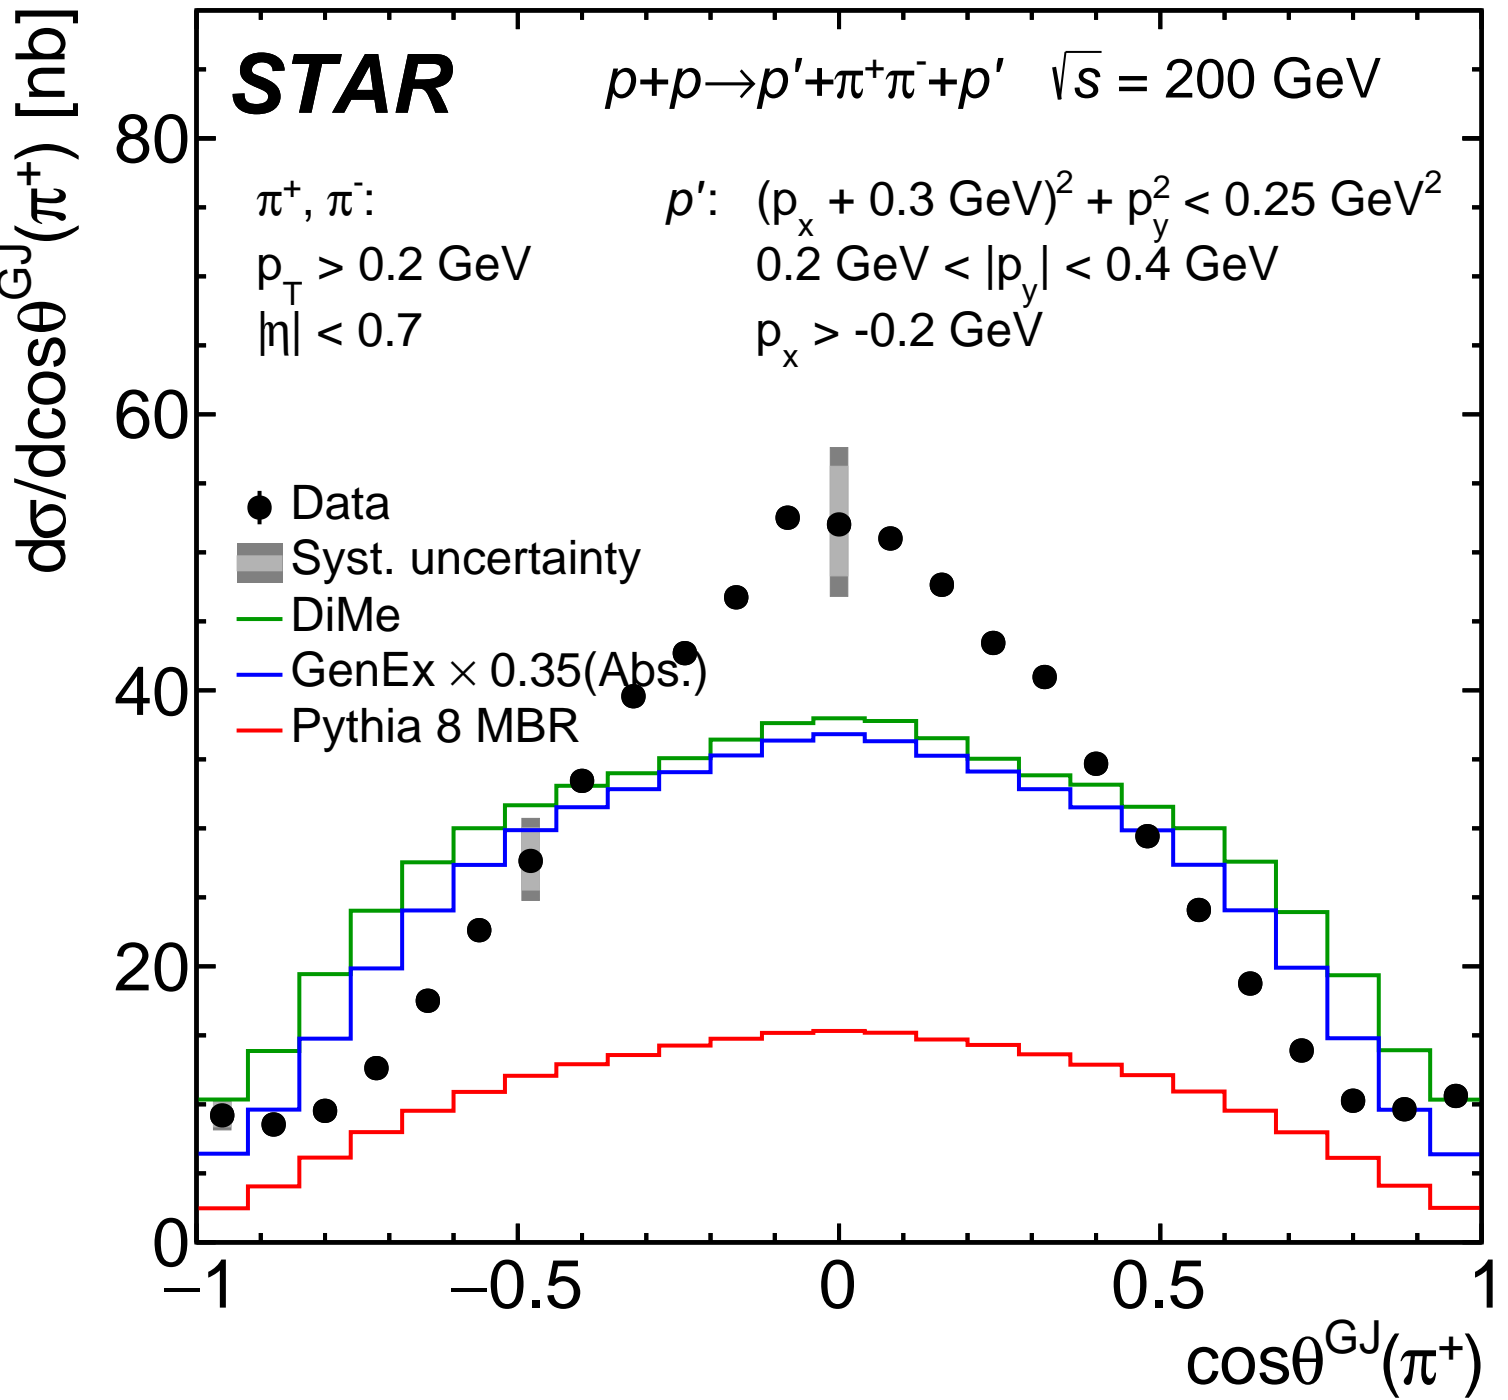 dσ/dcosθ^GJ(π⁺) [nb]
STAR p+p→p′+π⁺π⁻+p′ √s = 200 GeV
π⁺, π⁻: p′: (p_x + 0.3 GeV)² + p_y² < 0.25 GeV²
p_T > 0.2 GeV 0.2 GeV < |p_y| < 0.4 GeV
|η| < 0.7 p_x > -0.2 GeV
Data
Syst. uncertainty
DiMe
GenEx × 0.35(Abs.)
Pythia 8 MBR
80
60
40
20
0
−1 −0.5 0 0.5 1
cosθ^GJ(π⁺)